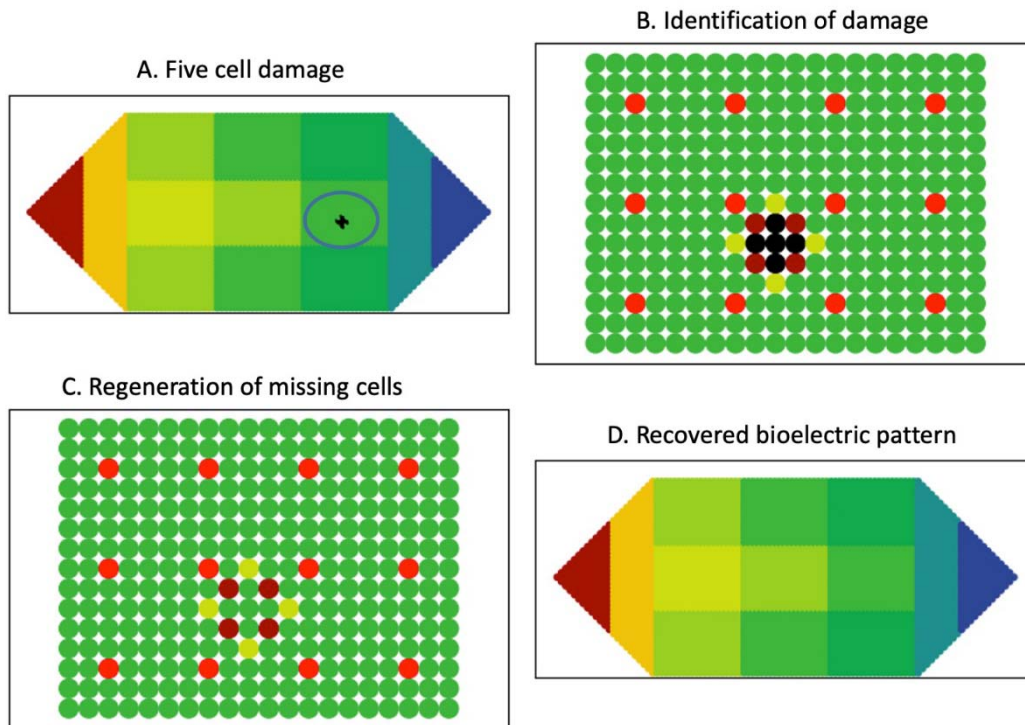 A. Five cell damage
B. Identification of damage
C. Regeneration of missing cells
D. Recovered bioelectric pattern